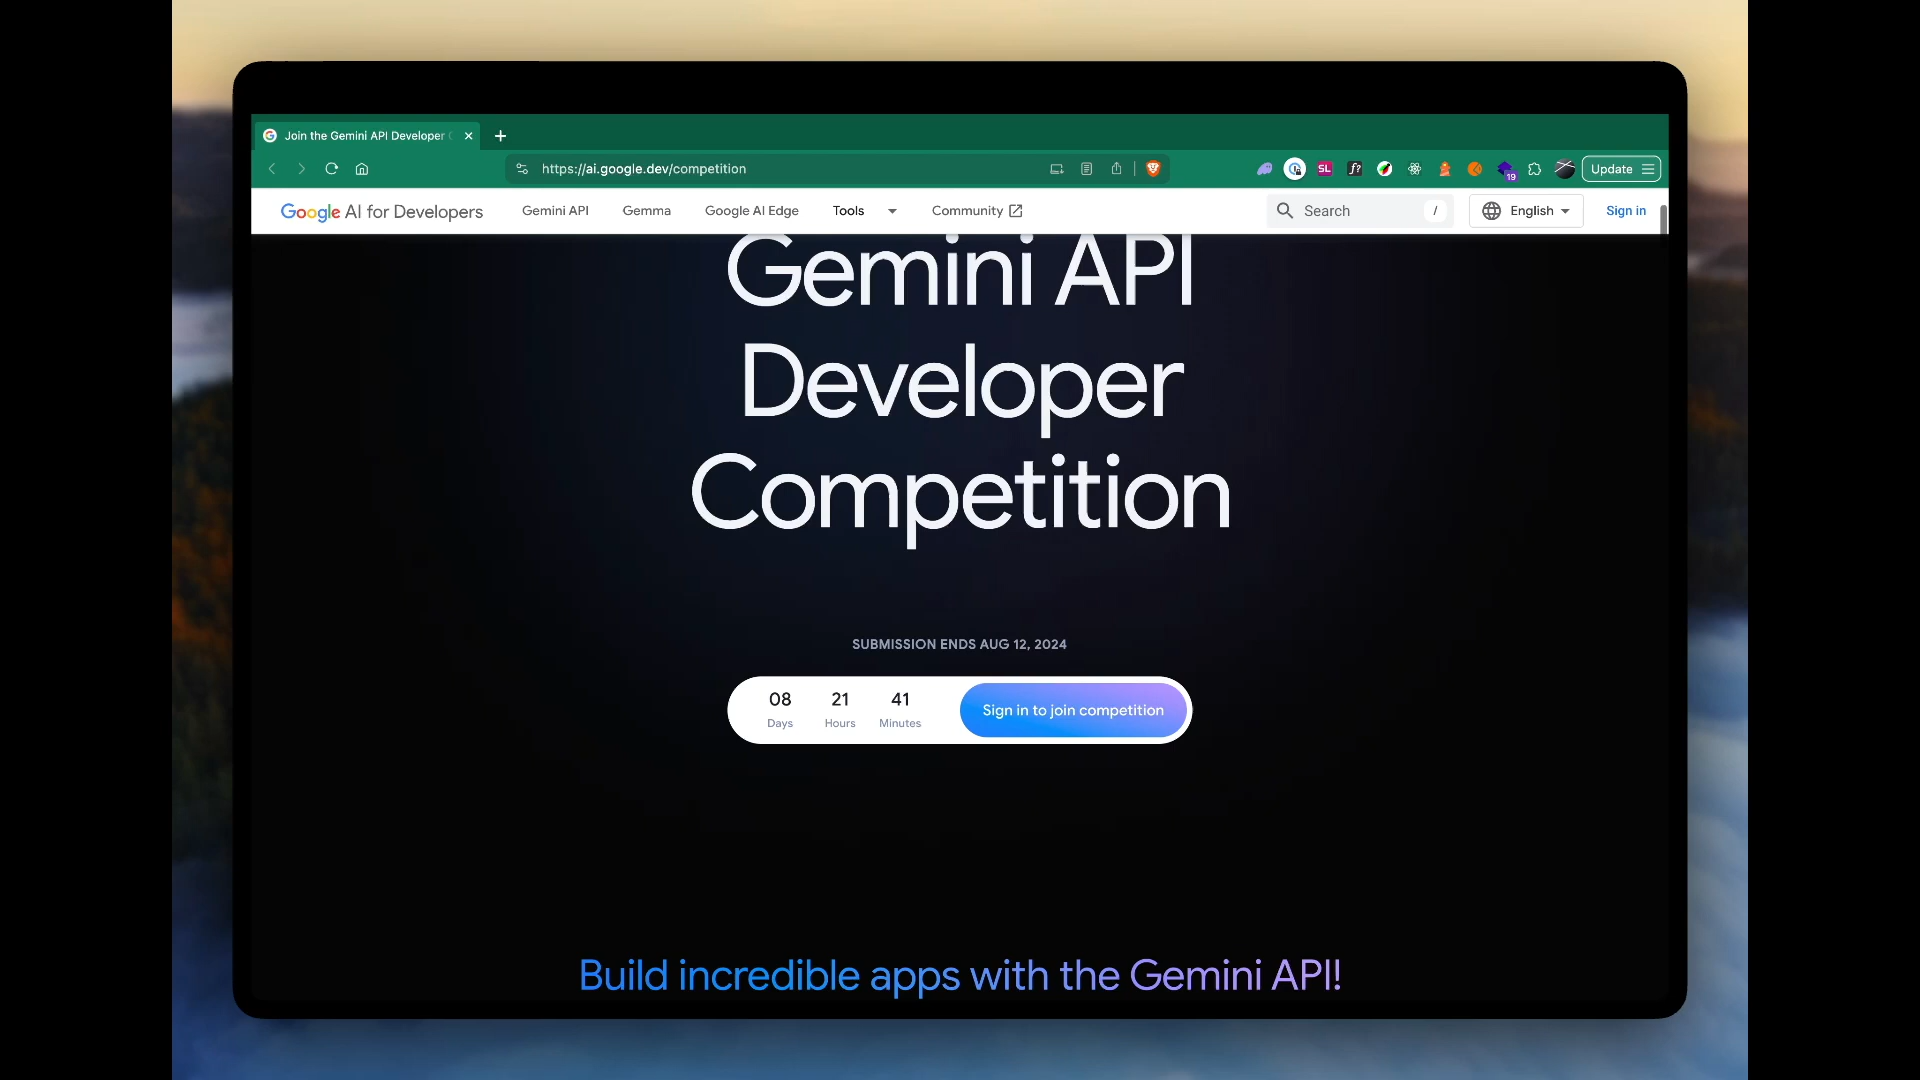 Join the Gemini API Developer
https://ai.google.dev/competition
SL
f?
19
Update
Google AI for Developers
Gemini API
Gemma
Google AI Edge
Tools
Community
Search
/
English
Sign in
Gemini API
Developer
Competition
SUBMISSION ENDS AUG 12, 2024
08
21
41
Days
Hours
Minutes
Sign in to join competition
Build incredible apps with the Gemini API!